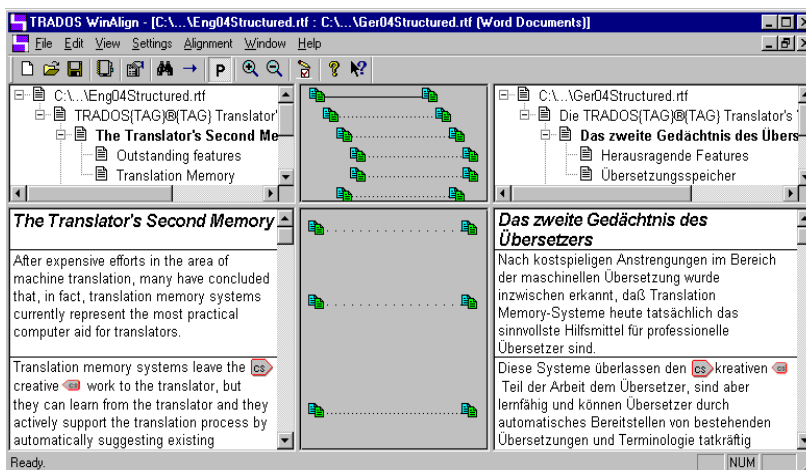 TRADOS WinAlign - [C:\...\Eng04Structured.rtf : C:\...\Ger04Structured.rtf (Word Documents)]
File Edit View Settings Alignment Window Help
P
C:\...\Eng04Structured.rtf
TRADOS{TAG}®{TAG} Translator'
The Translator's Second Me
Outstanding features
Translation Memory
C:\...\Ger04Structured.rtf
Die TRADOS{TAG}®{TAG} Translator's
Das zweite Gedächtnis des Übers
Herausragende Features
Übersetzungsspeicher
The Translator's Second Memory
After expensive efforts in the area of
machine translation, many have concluded
that, in fact, translation memory systems
currently represent the most practical
computer aid for translators.
Translation memory systems leave the cs
creative cs work to the translator, but
they can learn from the translator and they
actively support the translation process by
automatically suggesting existing
Das zweite Gedächtnis des
Übersetzers
Nach kostspieligen Anstrengungen im Bereich
der maschinellen Übersetzung wurde
inzwischen erkannt, daß Translation
Memory-Systeme heute tatsächlich das
sinnvollste Hilfsmittel für professionelle
Übersetzer sind.
Diese Systeme überlassen den cs kreativen cs
Teil der Arbeit dem Übersetzer, sind aber
lernfähig und können Übersetzer durch
automatisches Bereitstellen von bestehenden
Übersetzungen und Terminologie tatkräftig
Ready.
NUM